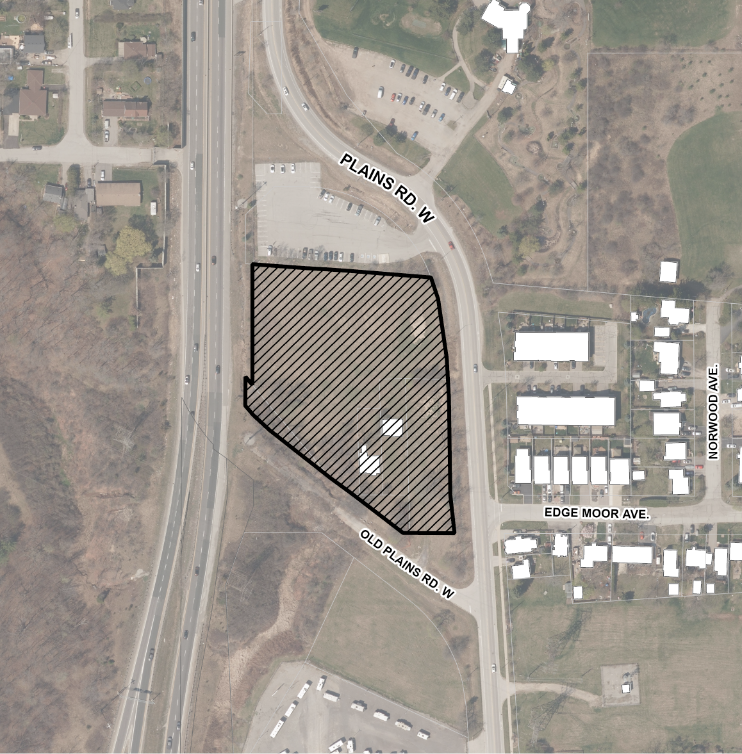 PLAINS RD. W
NORWOOD AVE.
EDGE MOOR AVE.
OLD PLAINS RD. W